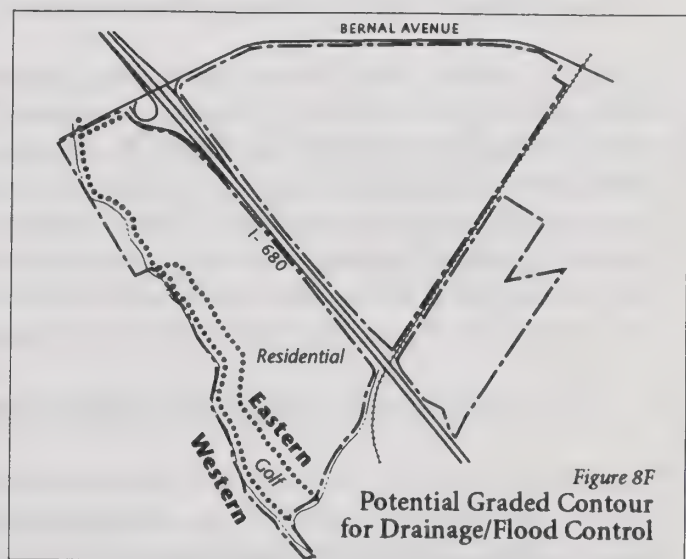 BERNAL AVENUE
I-680
Residential
Eastern
Golf
Western
Figure 8F
Potential Graded Contour
for Drainage/Flood Control